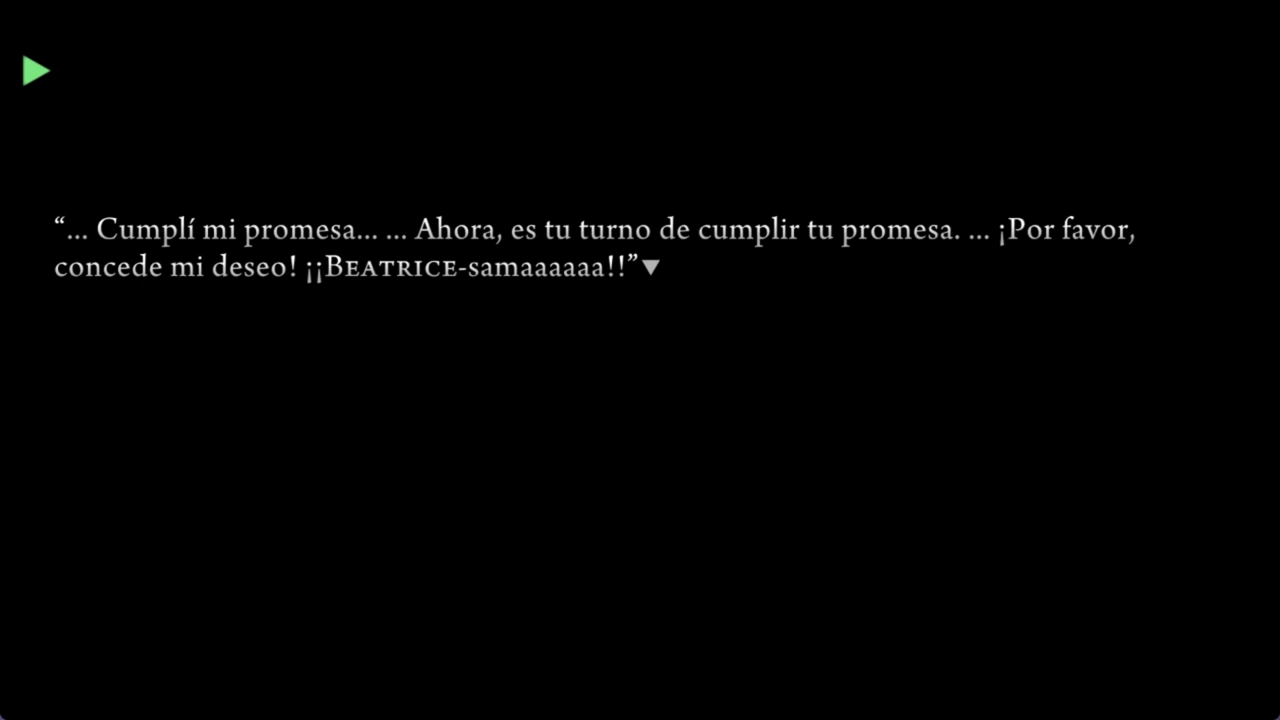 “... Cumplí mi promesa... ... Ahora, es tu turno de cumplir tu promesa. ... ¡Por favor,
concede mi deseo! ¡¡BEATRICE-samaaaaaa!!”